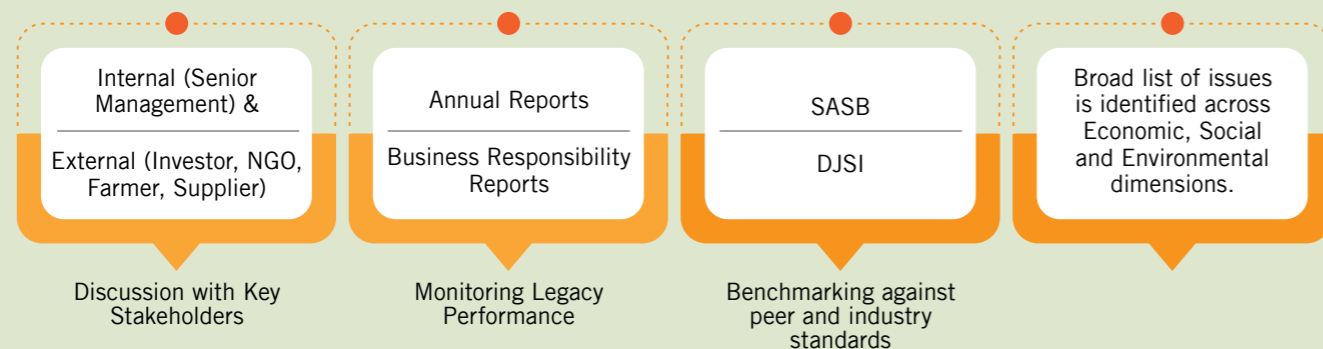 Internal (Senior
Management) &
External (Investor, NGO,
Farmer, Supplier)
Discussion with Key
Stakeholders
Annual Reports
Business Responsibility
Reports
Monitoring Legacy
Performance
SASB
DJSI
Benchmarking against
peer and industry
standards
Broad list of issues
is identified across
Economic, Social
and Environmental
dimensions.